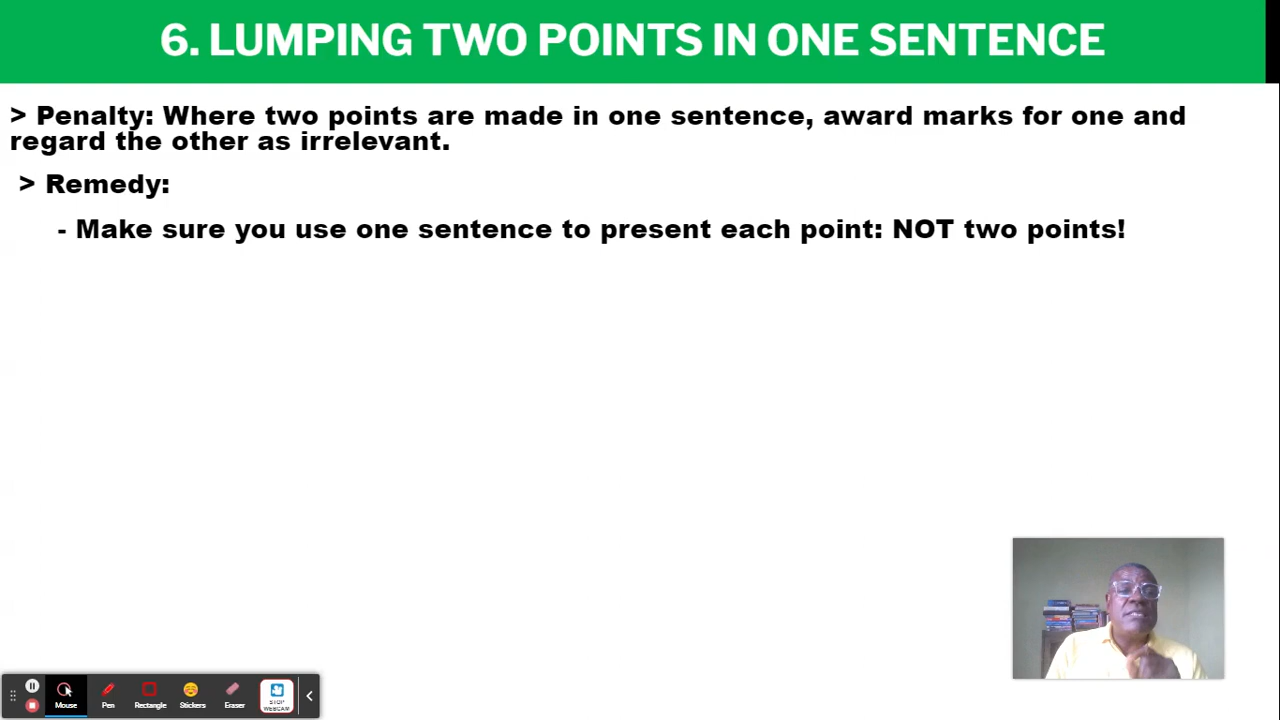 6. LUMPING TWO POINTS IN ONE SENTENCE
> Penalty: Where two points are made in one sentence, award marks for one and
regard the other as irrelevant.
> Remedy:
- Make sure you use one sentence to present each point: NOT two points!
Mouse Pen Rectangle Stickers Eraser STOP WEBCAM